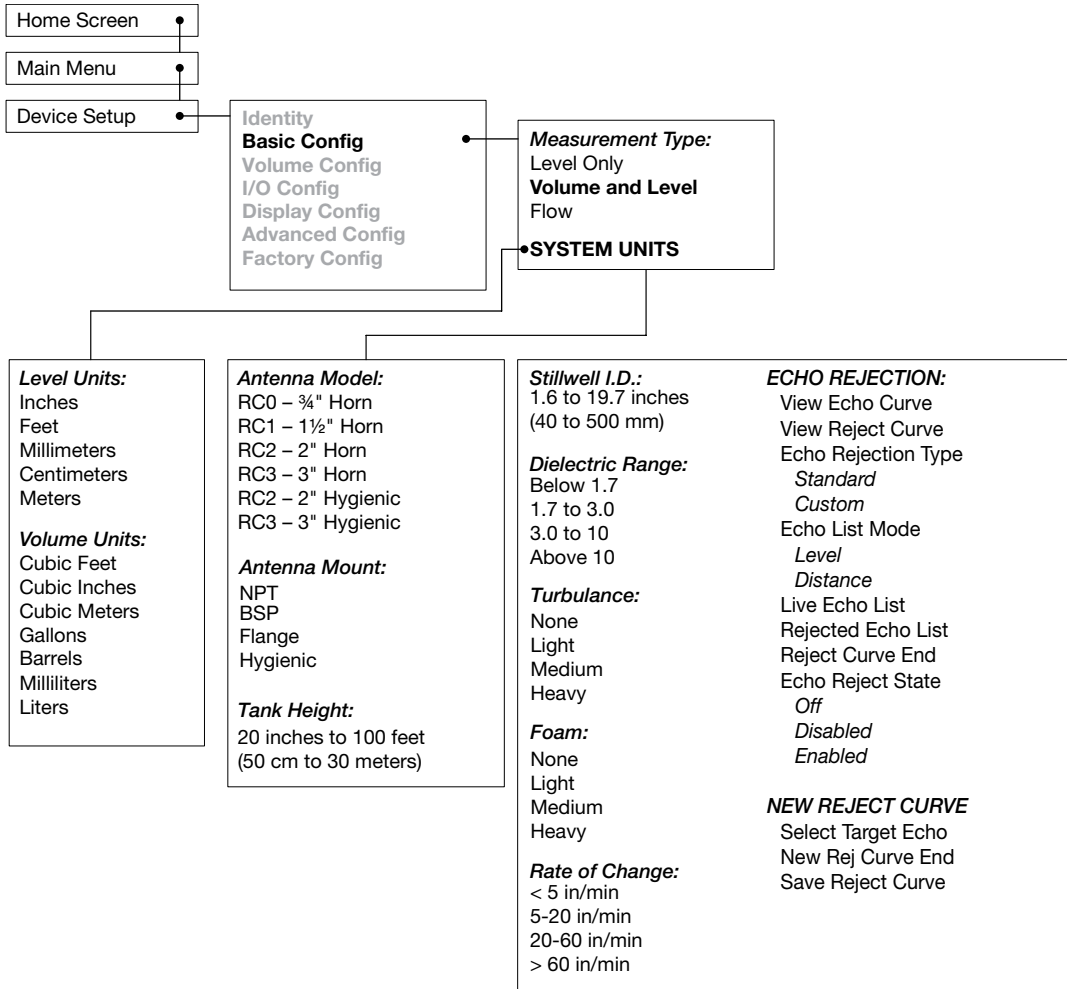 Home Screen
Main Menu
Device Setup
Identity
Basic Config
Volume Config
I/O Config
Display Config
Advanced Config
Factory Config
Measurement Type:
Level Only
Volume and Level
Flow
SYSTEM UNITS
Level Units:
Inches
Feet
Millimeters
Centimeters
Meters
Volume Units:
Cubic Feet
Cubic Inches
Cubic Meters
Gallons
Barrels
Milliliters
Liters
Antenna Model:
RC0 – ¾" Horn
RC1 – 1½" Horn
RC2 – 2" Horn
RC3 – 3" Horn
RC2 – 2" Hygienic
RC3 – 3" Hygienic
Antenna Mount:
NPT
BSP
Flange
Hygienic
Tank Height:
20 inches to 100 feet
(50 cm to 30 meters)
Stillwell I.D.:
1.6 to 19.7 inches
(40 to 500 mm)
Dielectric Range:
Below 1.7
1.7 to 3.0
3.0 to 10
Above 10
Turbulance:
None
Light
Medium
Heavy
Foam:
None
Light
Medium
Heavy
Rate of Change:
< 5 in/min
5-20 in/min
20-60 in/min
> 60 in/min
ECHO REJECTION:
View Echo Curve
View Reject Curve
Echo Rejection Type
Standard
Custom
Echo List Mode
Level
Distance
Live Echo List
Rejected Echo List
Reject Curve End
Echo Reject State
Off
Disabled
Enabled
NEW REJECT CURVE
Select Target Echo
New Rej Curve End
Save Reject Curve